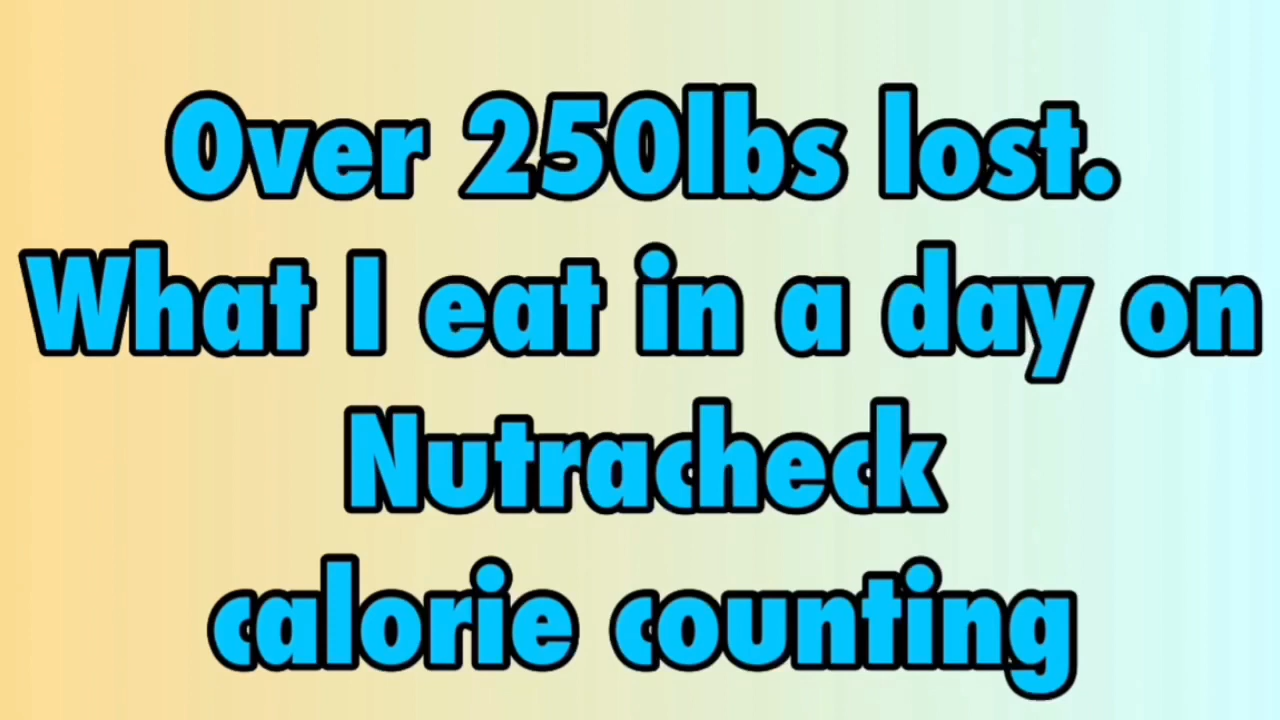 Over 250lbs lost.
What I eat in a day on
Nutracheck
calorie counting